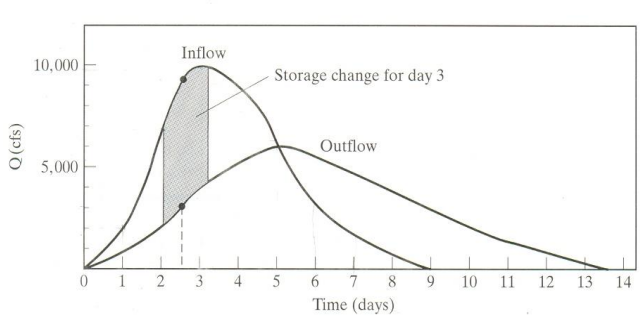 Inflow
10,000
Storage change for day 3
Q (cfs)
Outflow
5,000
0 1 2 3 4 5 6 7 8 9 10 11 12 13 14
Time (days)